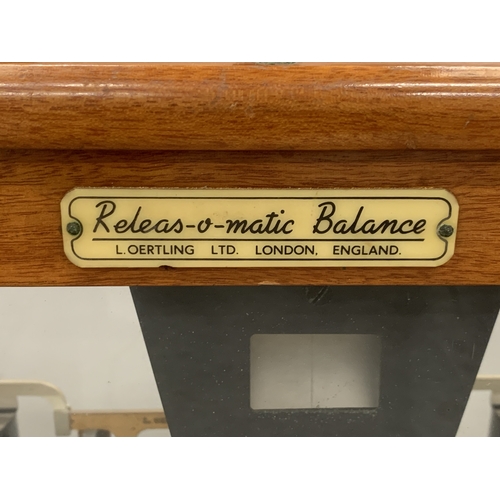 Releas-o-matic Balance
L.OERTLING LTD. LONDON, ENGLAND.